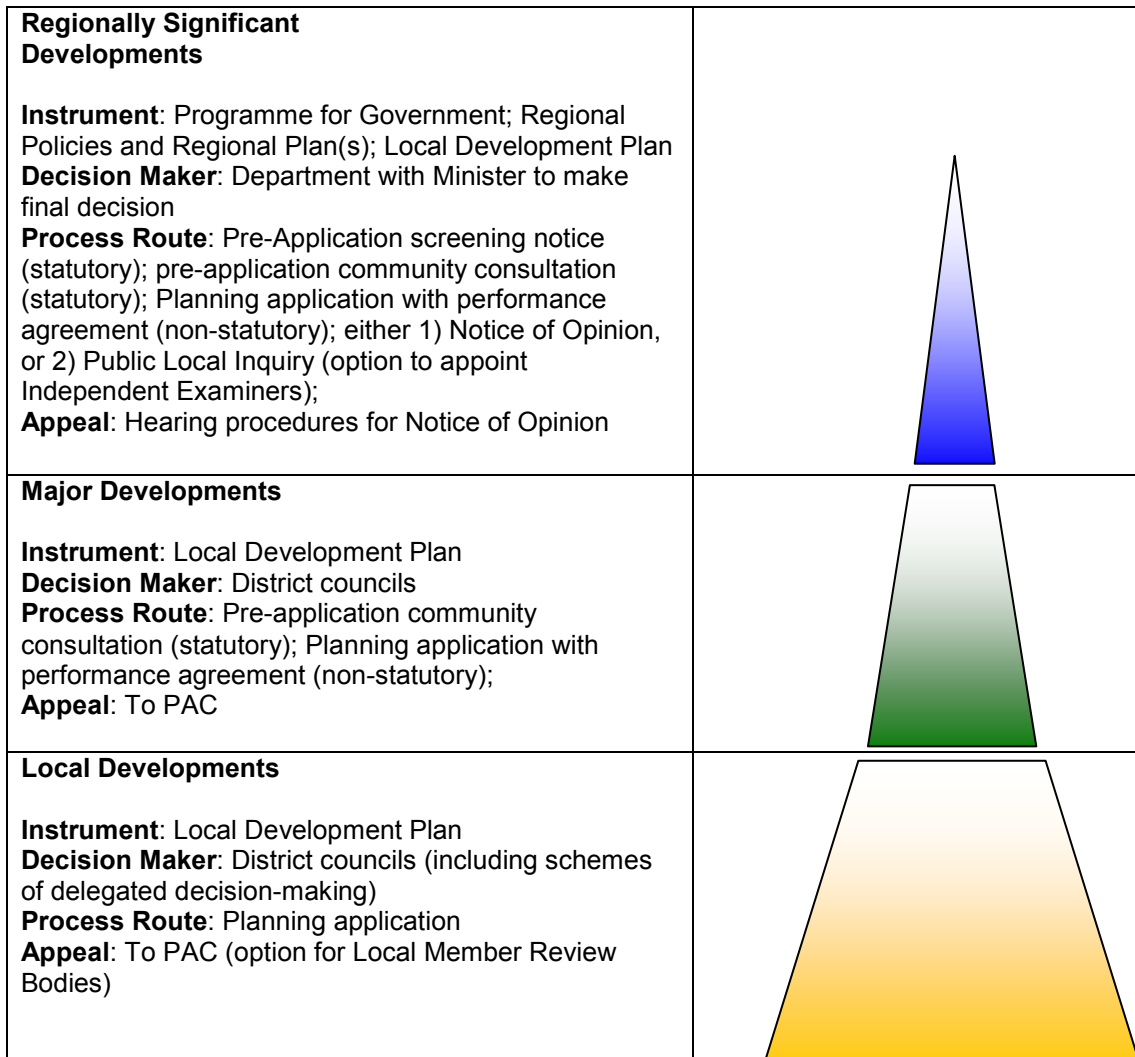 Regionally Significant
Developments
Instrument: Programme for Government; Regional
Policies and Regional Plan(s); Local Development Plan
Decision Maker: Department with Minister to make
final decision
Process Route: Pre-Application screening notice
(statutory); pre-application community consultation
(statutory); Planning application with performance
agreement (non-statutory); either 1) Notice of Opinion,
or 2) Public Local Inquiry (option to appoint
Independent Examiners);
Appeal: Hearing procedures for Notice of Opinion
Major Developments
Instrument: Local Development Plan
Decision Maker: District councils
Process Route: Pre-application community
consultation (statutory); Planning application with
performance agreement (non-statutory);
Appeal: To PAC
Local Developments
Instrument: Local Development Plan
Decision Maker: District councils (including schemes
of delegated decision-making)
Process Route: Planning application
Appeal: To PAC (option for Local Member Review
Bodies)